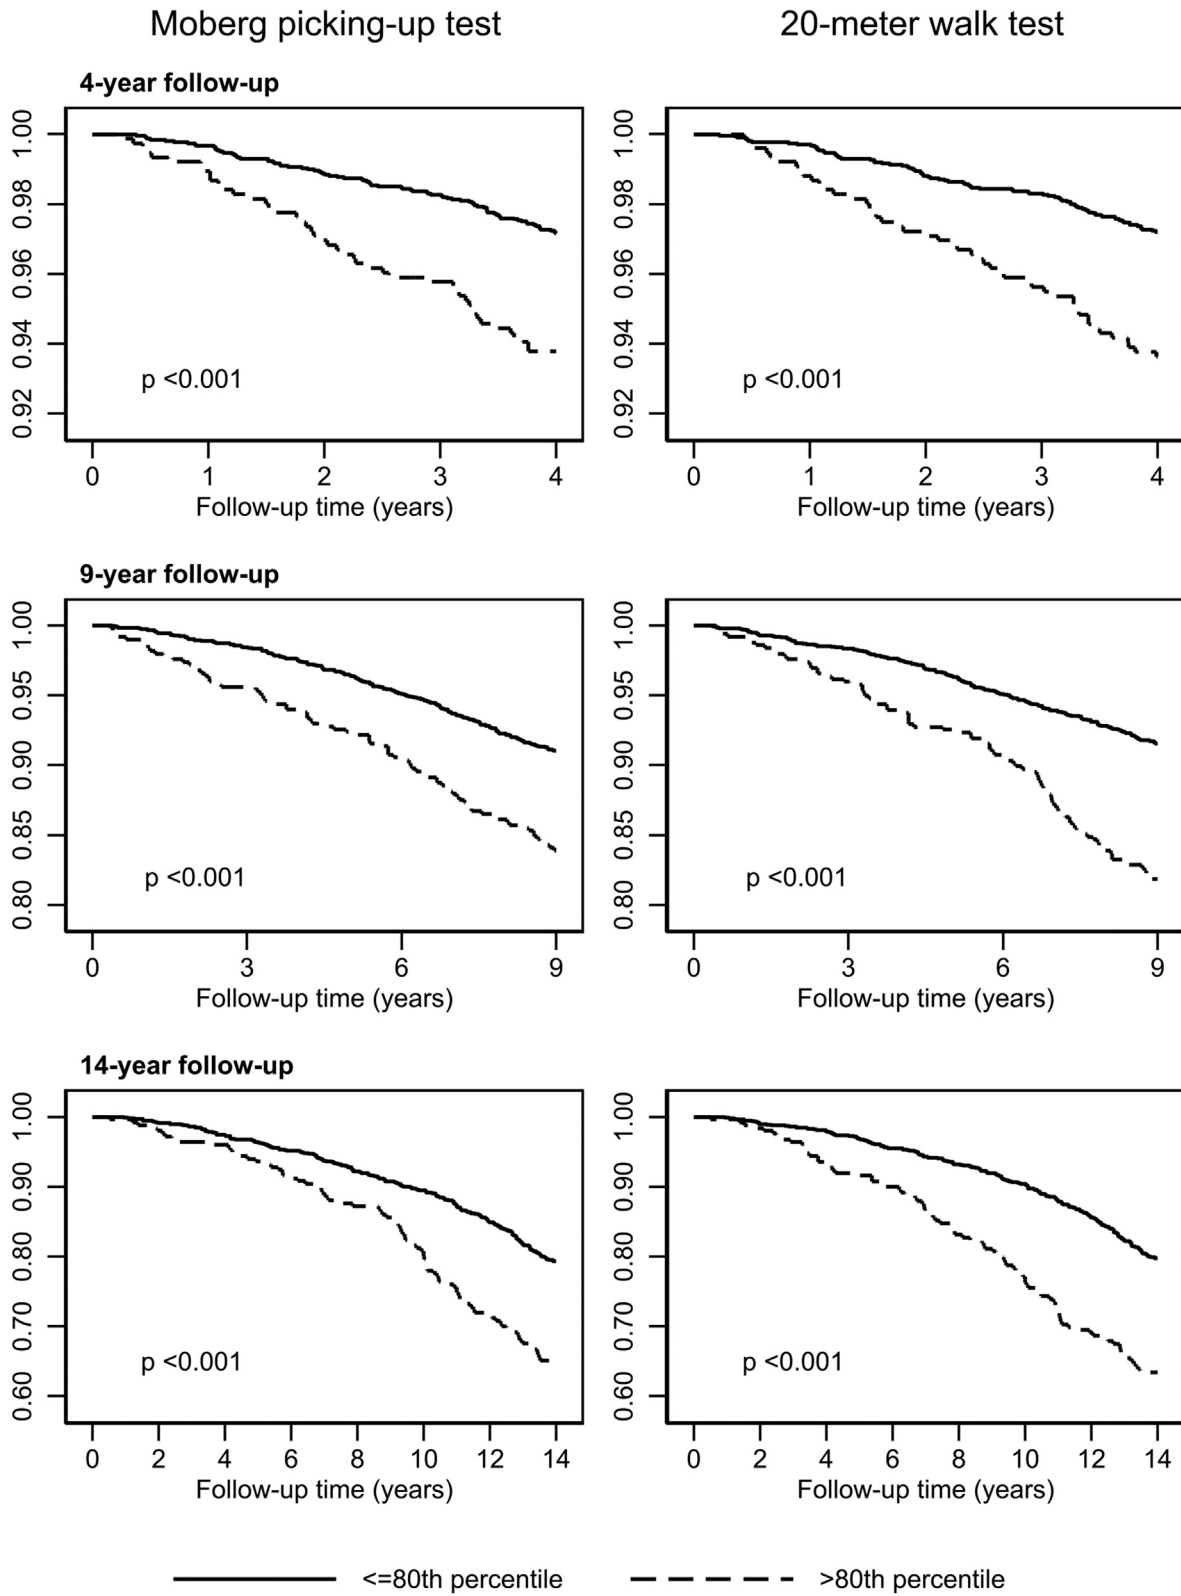 Moberg picking-up test
20-meter walk test
4-year follow-up
1.00
0.98
0.96
0.94
0.92
p <0.001
0 1 2 3 4
Follow-up time (years)
1.00
0.98
0.96
0.94
0.92
p <0.001
0 1 2 3 4
Follow-up time (years)
9-year follow-up
1.00
0.95
0.90
0.85
0.80
p <0.001
0 3 6 9
Follow-up time (years)
1.00
0.95
0.90
0.85
0.80
p <0.001
0 3 6 9
Follow-up time (years)
14-year follow-up
1.00
0.90
0.80
0.70
0.60
p <0.001
0 2 4 6 8 10 12 14
Follow-up time (years)
1.00
0.90
0.80
0.70
0.60
p <0.001
0 2 4 6 8 10 12 14
Follow-up time (years)
<=80th percentile
>80th percentile